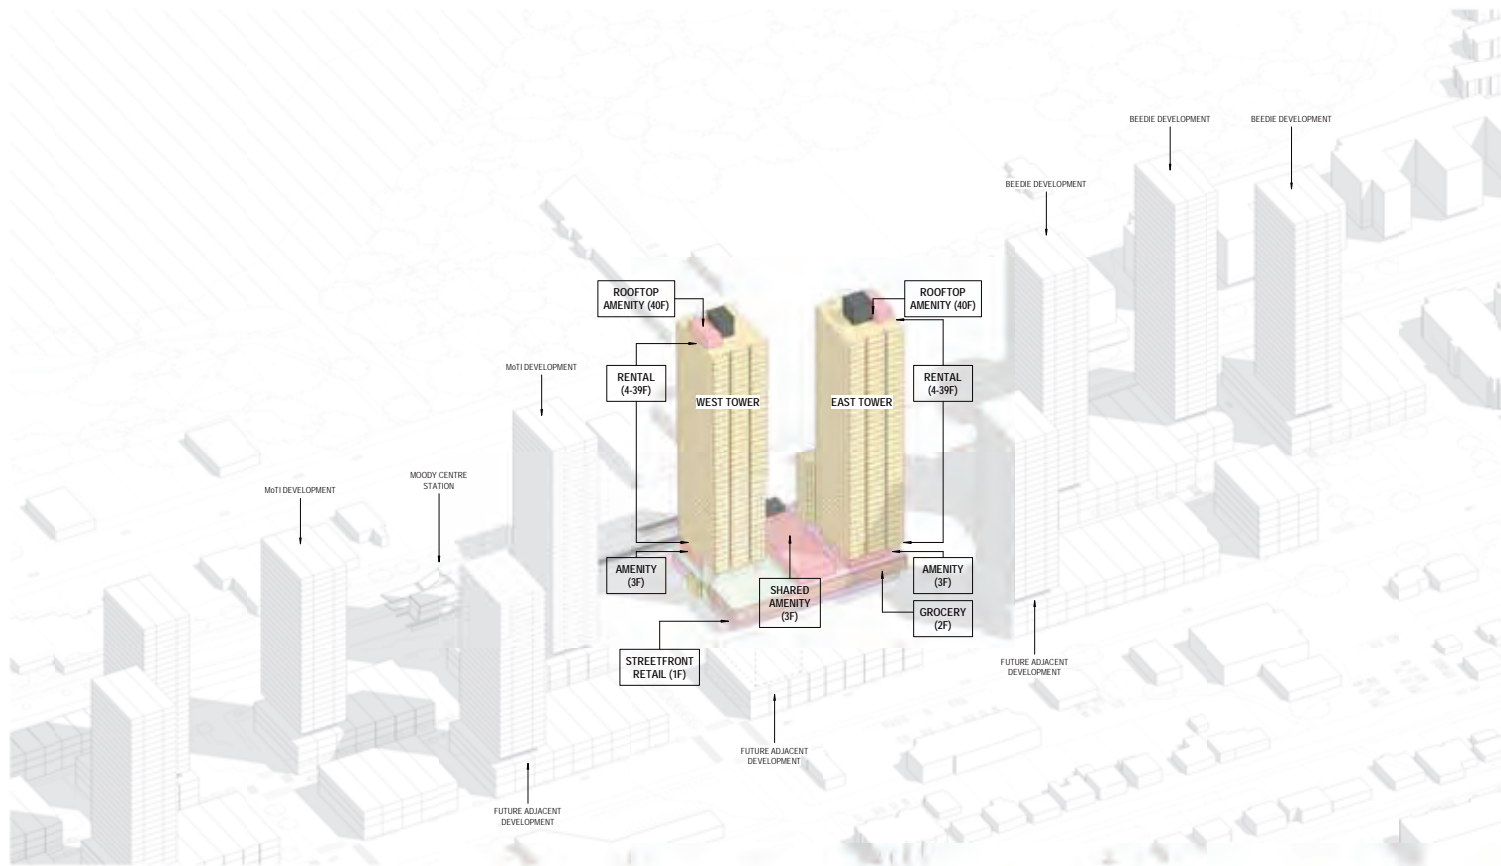 BEEDIE DEVELOPMENT
BEEDIE DEVELOPMENT
BEEDIE DEVELOPMENT
ROOFTOP
AMENITY (40F)
ROOFTOP
AMENITY (40F)
MoTI DEVELOPMENT
RENTAL
(4-39F)
RENTAL
(4-39F)
WEST TOWER
EAST TOWER
MOODY CENTRE
STATION
MoTI DEVELOPMENT
AMENITY
(3F)
SHARED
AMENITY
(3F)
AMENITY
(3F)
GROCERY
(2F)
STREETFRONT
RETAIL (1F)
FUTURE ADJACENT
DEVELOPMENT
FUTURE ADJACENT
DEVELOPMENT
FUTURE ADJACENT
DEVELOPMENT